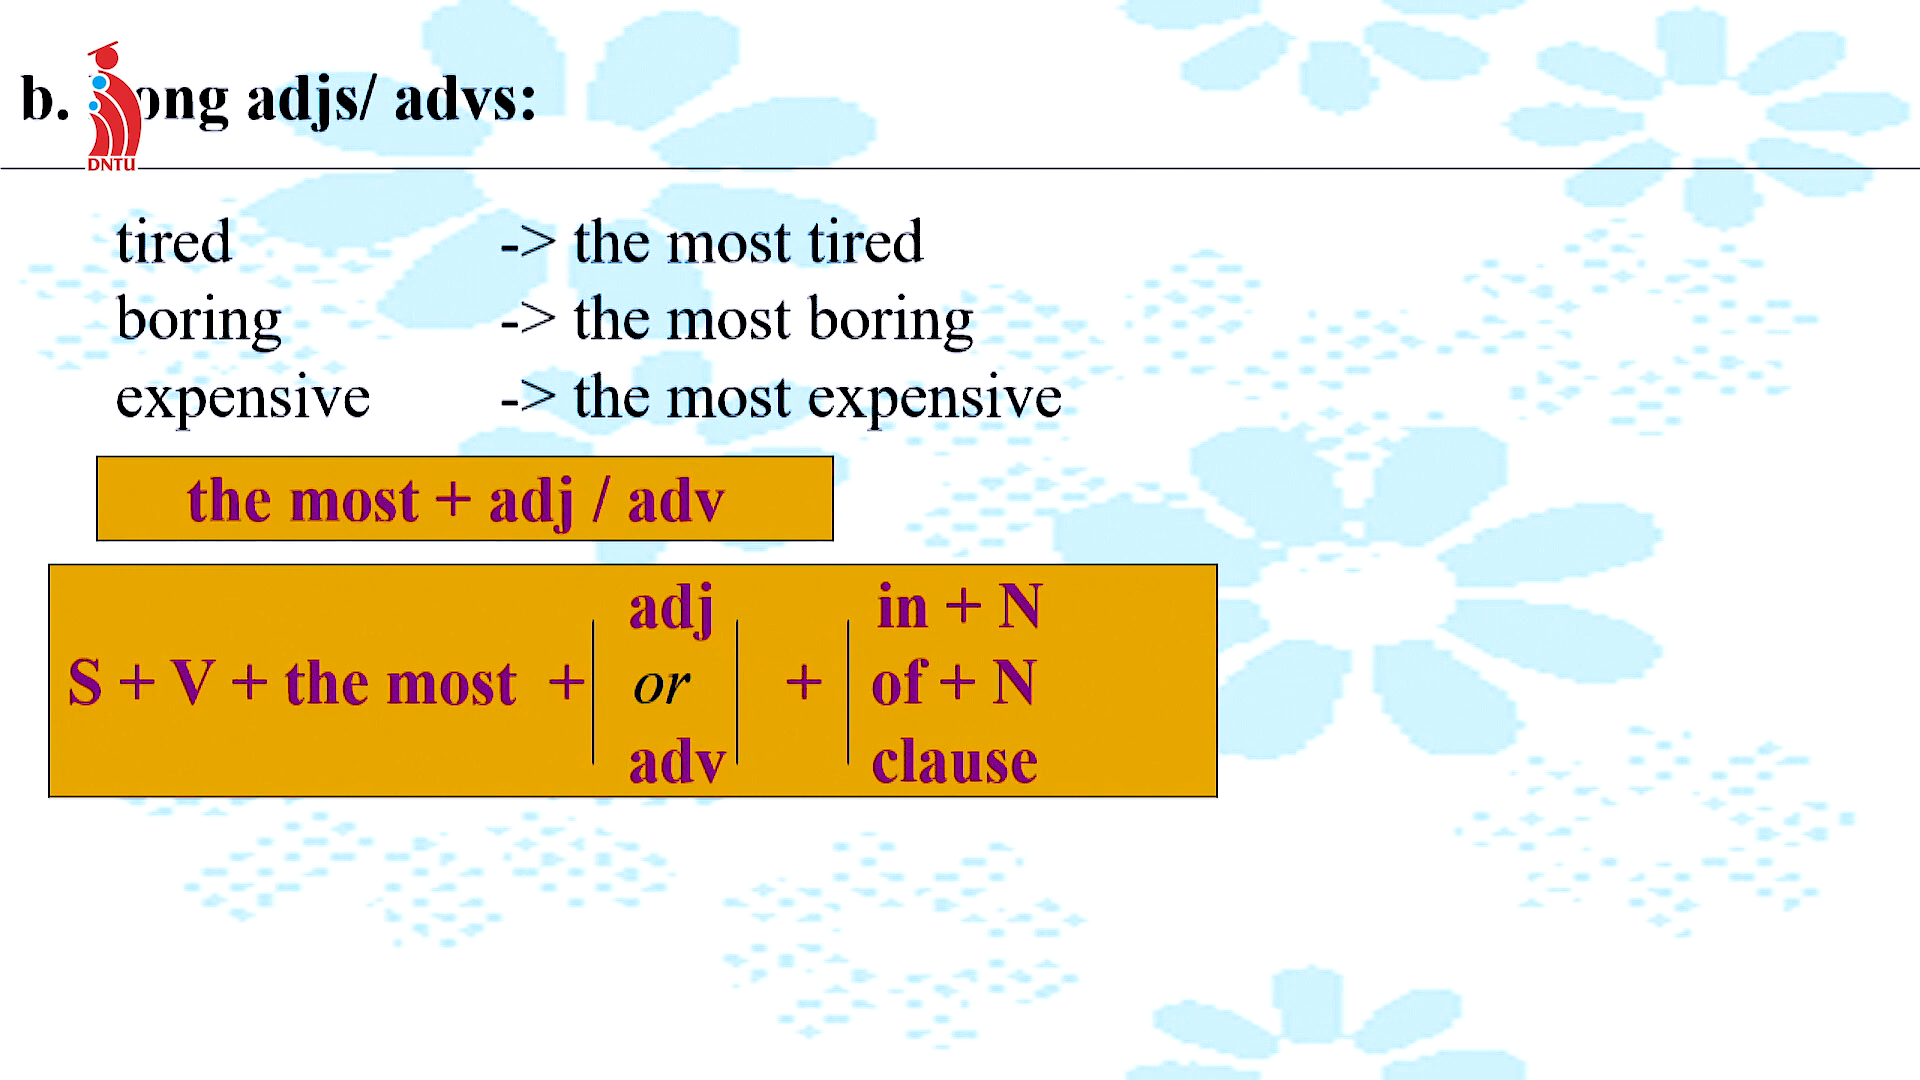 b. ong adjs/ advs:
DNTU
tired -> the most tired
boring -> the most boring
expensive -> the most expensive
the most + adj / adv
adj in + N
S + V + the most + or + of + N
adv clause